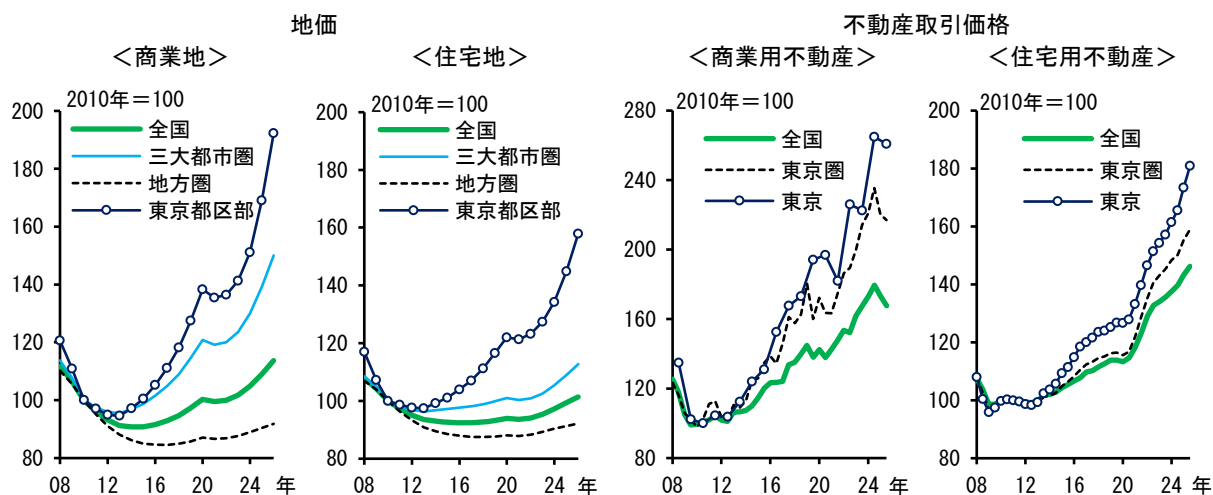 地価
＜商業地＞
2010年＝100
全国
三大都市圏
地方圏
東京都区部
200
180
160
140
120
100
80
08 12 16 20 24 年
＜住宅地＞
2010年＝100
全国
三大都市圏
地方圏
東京都区部
200
180
160
140
120
100
80
08 12 16 20 24 年
不動産取引価格
＜商業用不動産＞
2010年＝100
全国
東京圏
東京
280
240
200
160
120
80
08 12 16 20 24 年
＜住宅用不動産＞
2010年＝100
全国
東京圏
東京
200
180
160
140
120
100
80
08 12 16 20 24 年